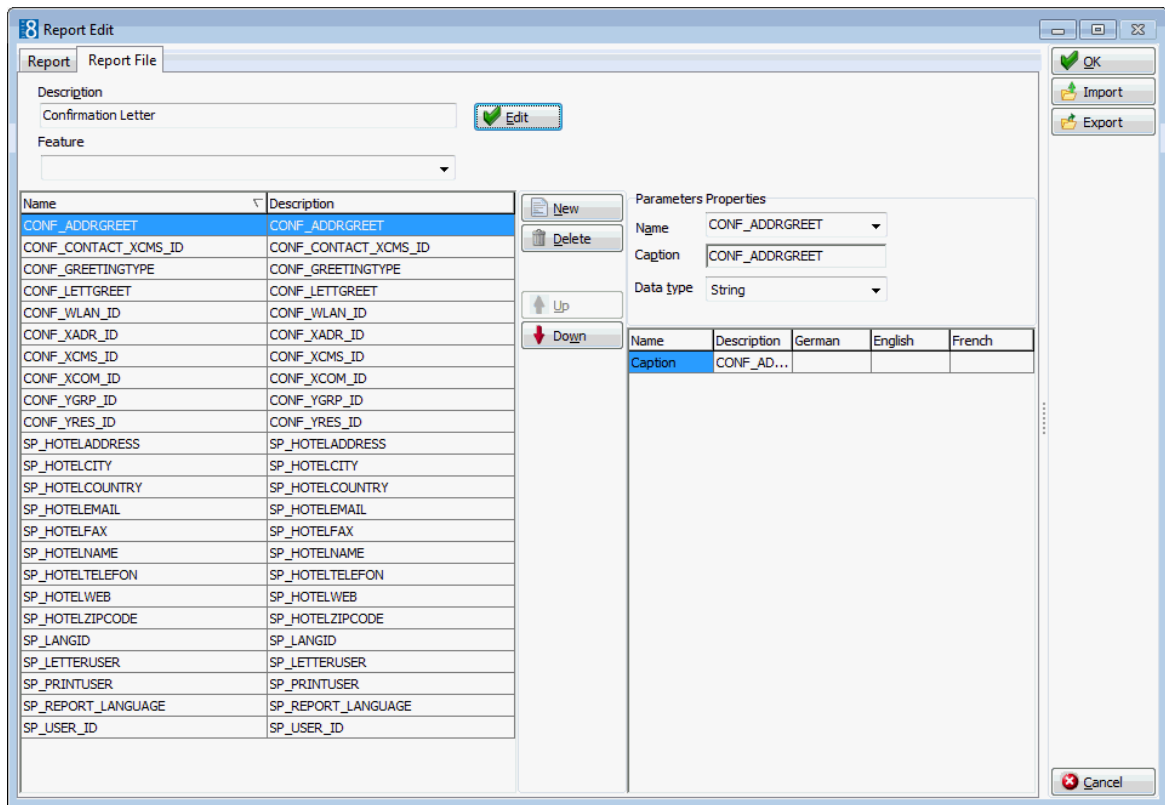 8 Report Edit
Report Report File
OK
Import
Export
Description
Confirmation Letter
Edit
Feature
Name Description
CONF_ADDRGREET CONF_ADDRGREET
CONF_CONTACT_XCMS_ID CONF_CONTACT_XCMS_ID
CONF_GREETINGTYPE CONF_GREETINGTYPE
CONF_LETTGREET CONF_LETTGREET
CONF_WLAN_ID CONF_WLAN_ID
CONF_XADR_ID CONF_XADR_ID
CONF_XCMS_ID CONF_XCMS_ID
CONF_XCOM_ID CONF_XCOM_ID
CONF_YGRP_ID CONF_YGRP_ID
CONF_YRES_ID CONF_YRES_ID
SP_HOTELADDRESS SP_HOTELADDRESS
SP_HOTELCITY SP_HOTELCITY
SP_HOTELCOUNTRY SP_HOTELCOUNTRY
SP_HOTELEMAIL SP_HOTELEMAIL
SP_HOTELFAX SP_HOTELFAX
SP_HOTELNAME SP_HOTELNAME
SP_HOTELTELEFON SP_HOTELTELEFON
SP_HOTELWEB SP_HOTELWEB
SP_HOTELZIPCODE SP_HOTELZIPCODE
SP_LANGID SP_LANGID
SP_LETTERUSER SP_LETTERUSER
SP_PRINTUSER SP_PRINTUSER
SP_REPORT_LANGUAGE SP_REPORT_LANGUAGE
SP_USER_ID SP_USER_ID
New
Delete
Up
Down
Parameters Properties
Name CONF_ADDRGREET
Caption CONF_ADDRGREET
Data type String
Name Description German English French
Caption CONF_AD...
Cancel